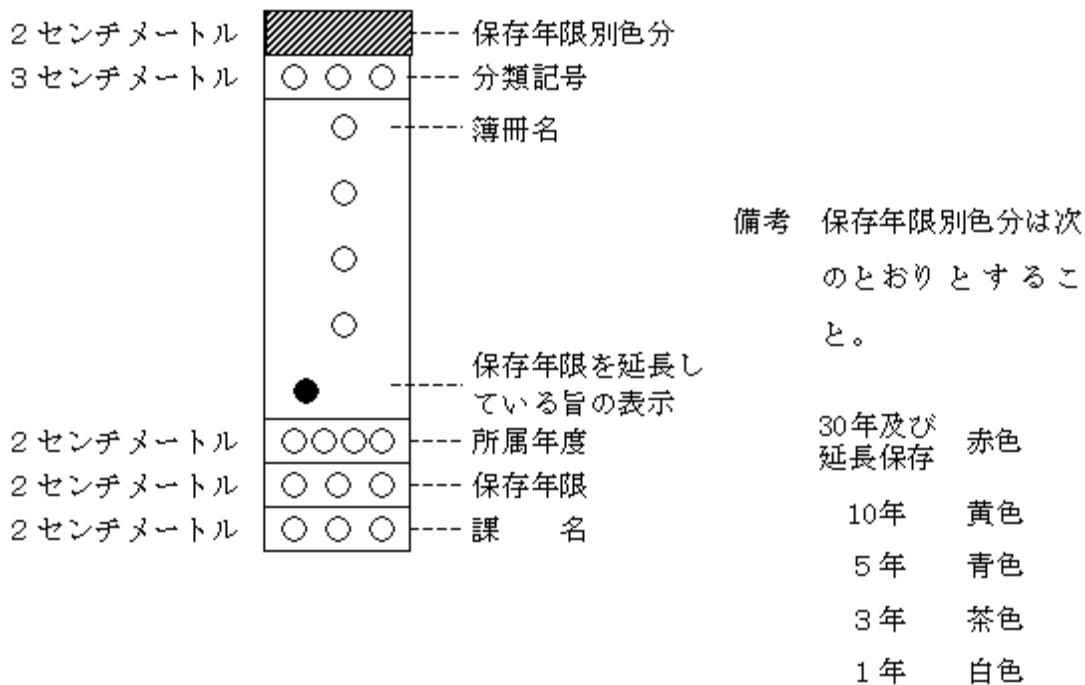 2センチメートル 保存年限別色分
3センチメートル ○ ○ ○ 分類記号
○ 簿冊名
○
○
○
保存年限を延長し
● ている旨の表示
2センチメートル ○○○○ 所属年度
2センチメートル ○ ○ ○ 保存年限
2センチメートル ○ ○ ○ 課　　名
備考　保存年限別色分は次
のとおりとするこ
と。
30年及び
延長保存　赤色
10年　黄色
5年　青色
3年　茶色
1年　白色